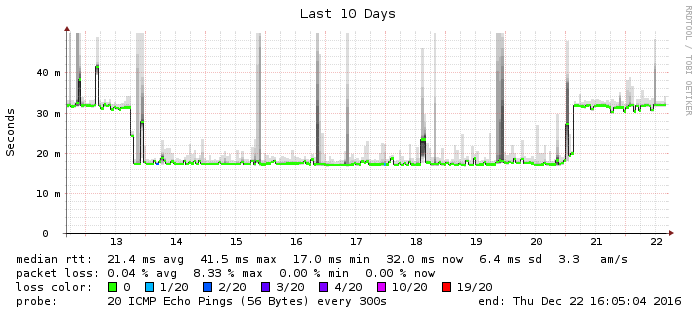 Last 10 Days
RRDTOOL / TOBI OETIKER
Seconds
40 m
30 m
20 m
10 m
0
13 14 15 16 17 18 19 20 21 22
median rtt: 21.4 ms avg 41.5 ms max 17.0 ms min 32.0 ms now 6.4 ms sd 3.3 am/s
packet loss: 0.04 % avg 8.33 % max 0.00 % min 0.00 % now
loss color: 0 1/20 2/20 3/20 4/20 10/20 19/20
probe: 20 ICMP Echo Pings (56 Bytes) every 300s end: Thu Dec 22 16:05:04 2016